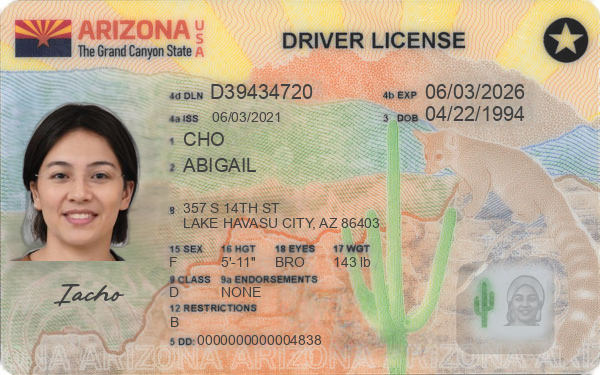 ARIZONA USA
The Grand Canyon State
DRIVER LICENSE
4d DLN D39434720
4b EXP 06/03/2026
4a ISS 06/03/2021
3 DOB 04/22/1994
1 CHO
2 ABIGAIL
8 357 S 14TH ST
LAKE HAVASU CITY, AZ 86403
15 SEX 16 HGT 18 EYES 17 WGT
F 5'-11" BRO 143 lb
9 CLASS 9a ENDORSEMENTS
D NONE
12 RESTRICTIONS
B
Iacho
5 DD: 0000000000004838
ARIZONA ARIZONA ARIZONA ARIZONA